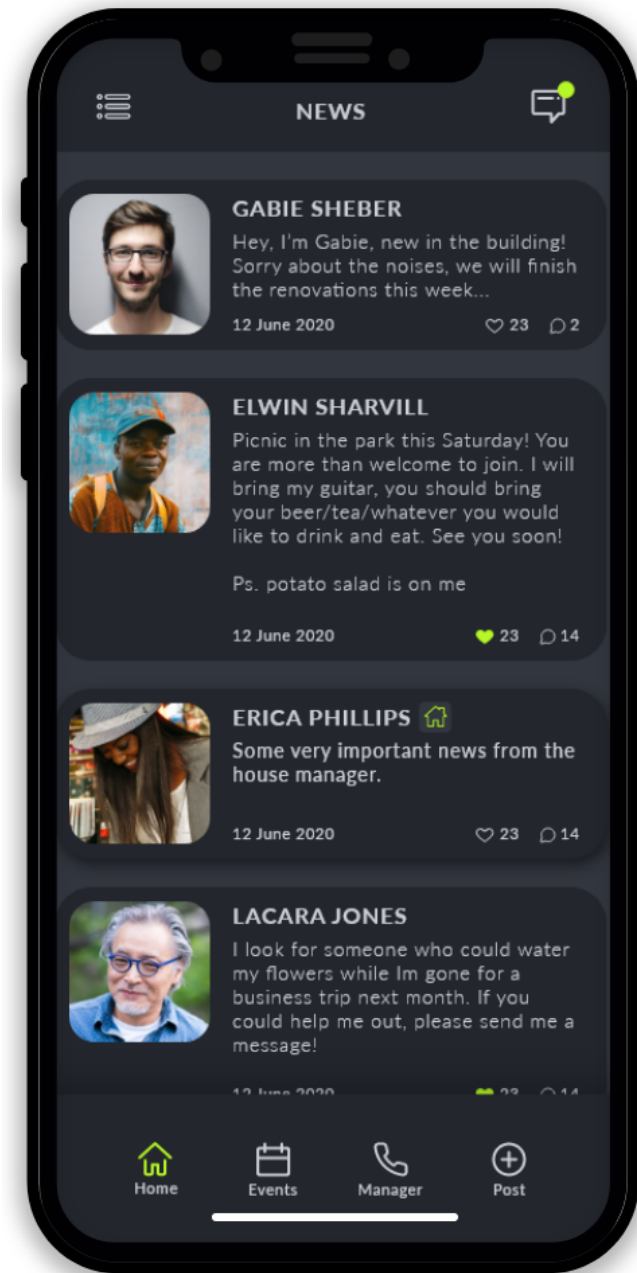 NEWS
GABIE SHEBER
Hey, I'm Gabie, new in the building!
Sorry about the noises, we will finish
the renovations this week...
12 June 2020 23 2
ELWIN SHARVILL
Picnic in the park this Saturday! You
are more than welcome to join. I will
bring my guitar, you should bring
your beer/tea/whatever you would
like to drink and eat. See you soon!
Ps. potato salad is on me
12 June 2020 23 14
ERICA PHILLIPS
Some very important news from the
house manager.
12 June 2020 23 14
LACARA JONES
I look for someone who could water
my flowers while Im gone for a
business trip next month. If you
could help me out, please send me a
message!
12 June 2020 23 14
Home Events Manager Post